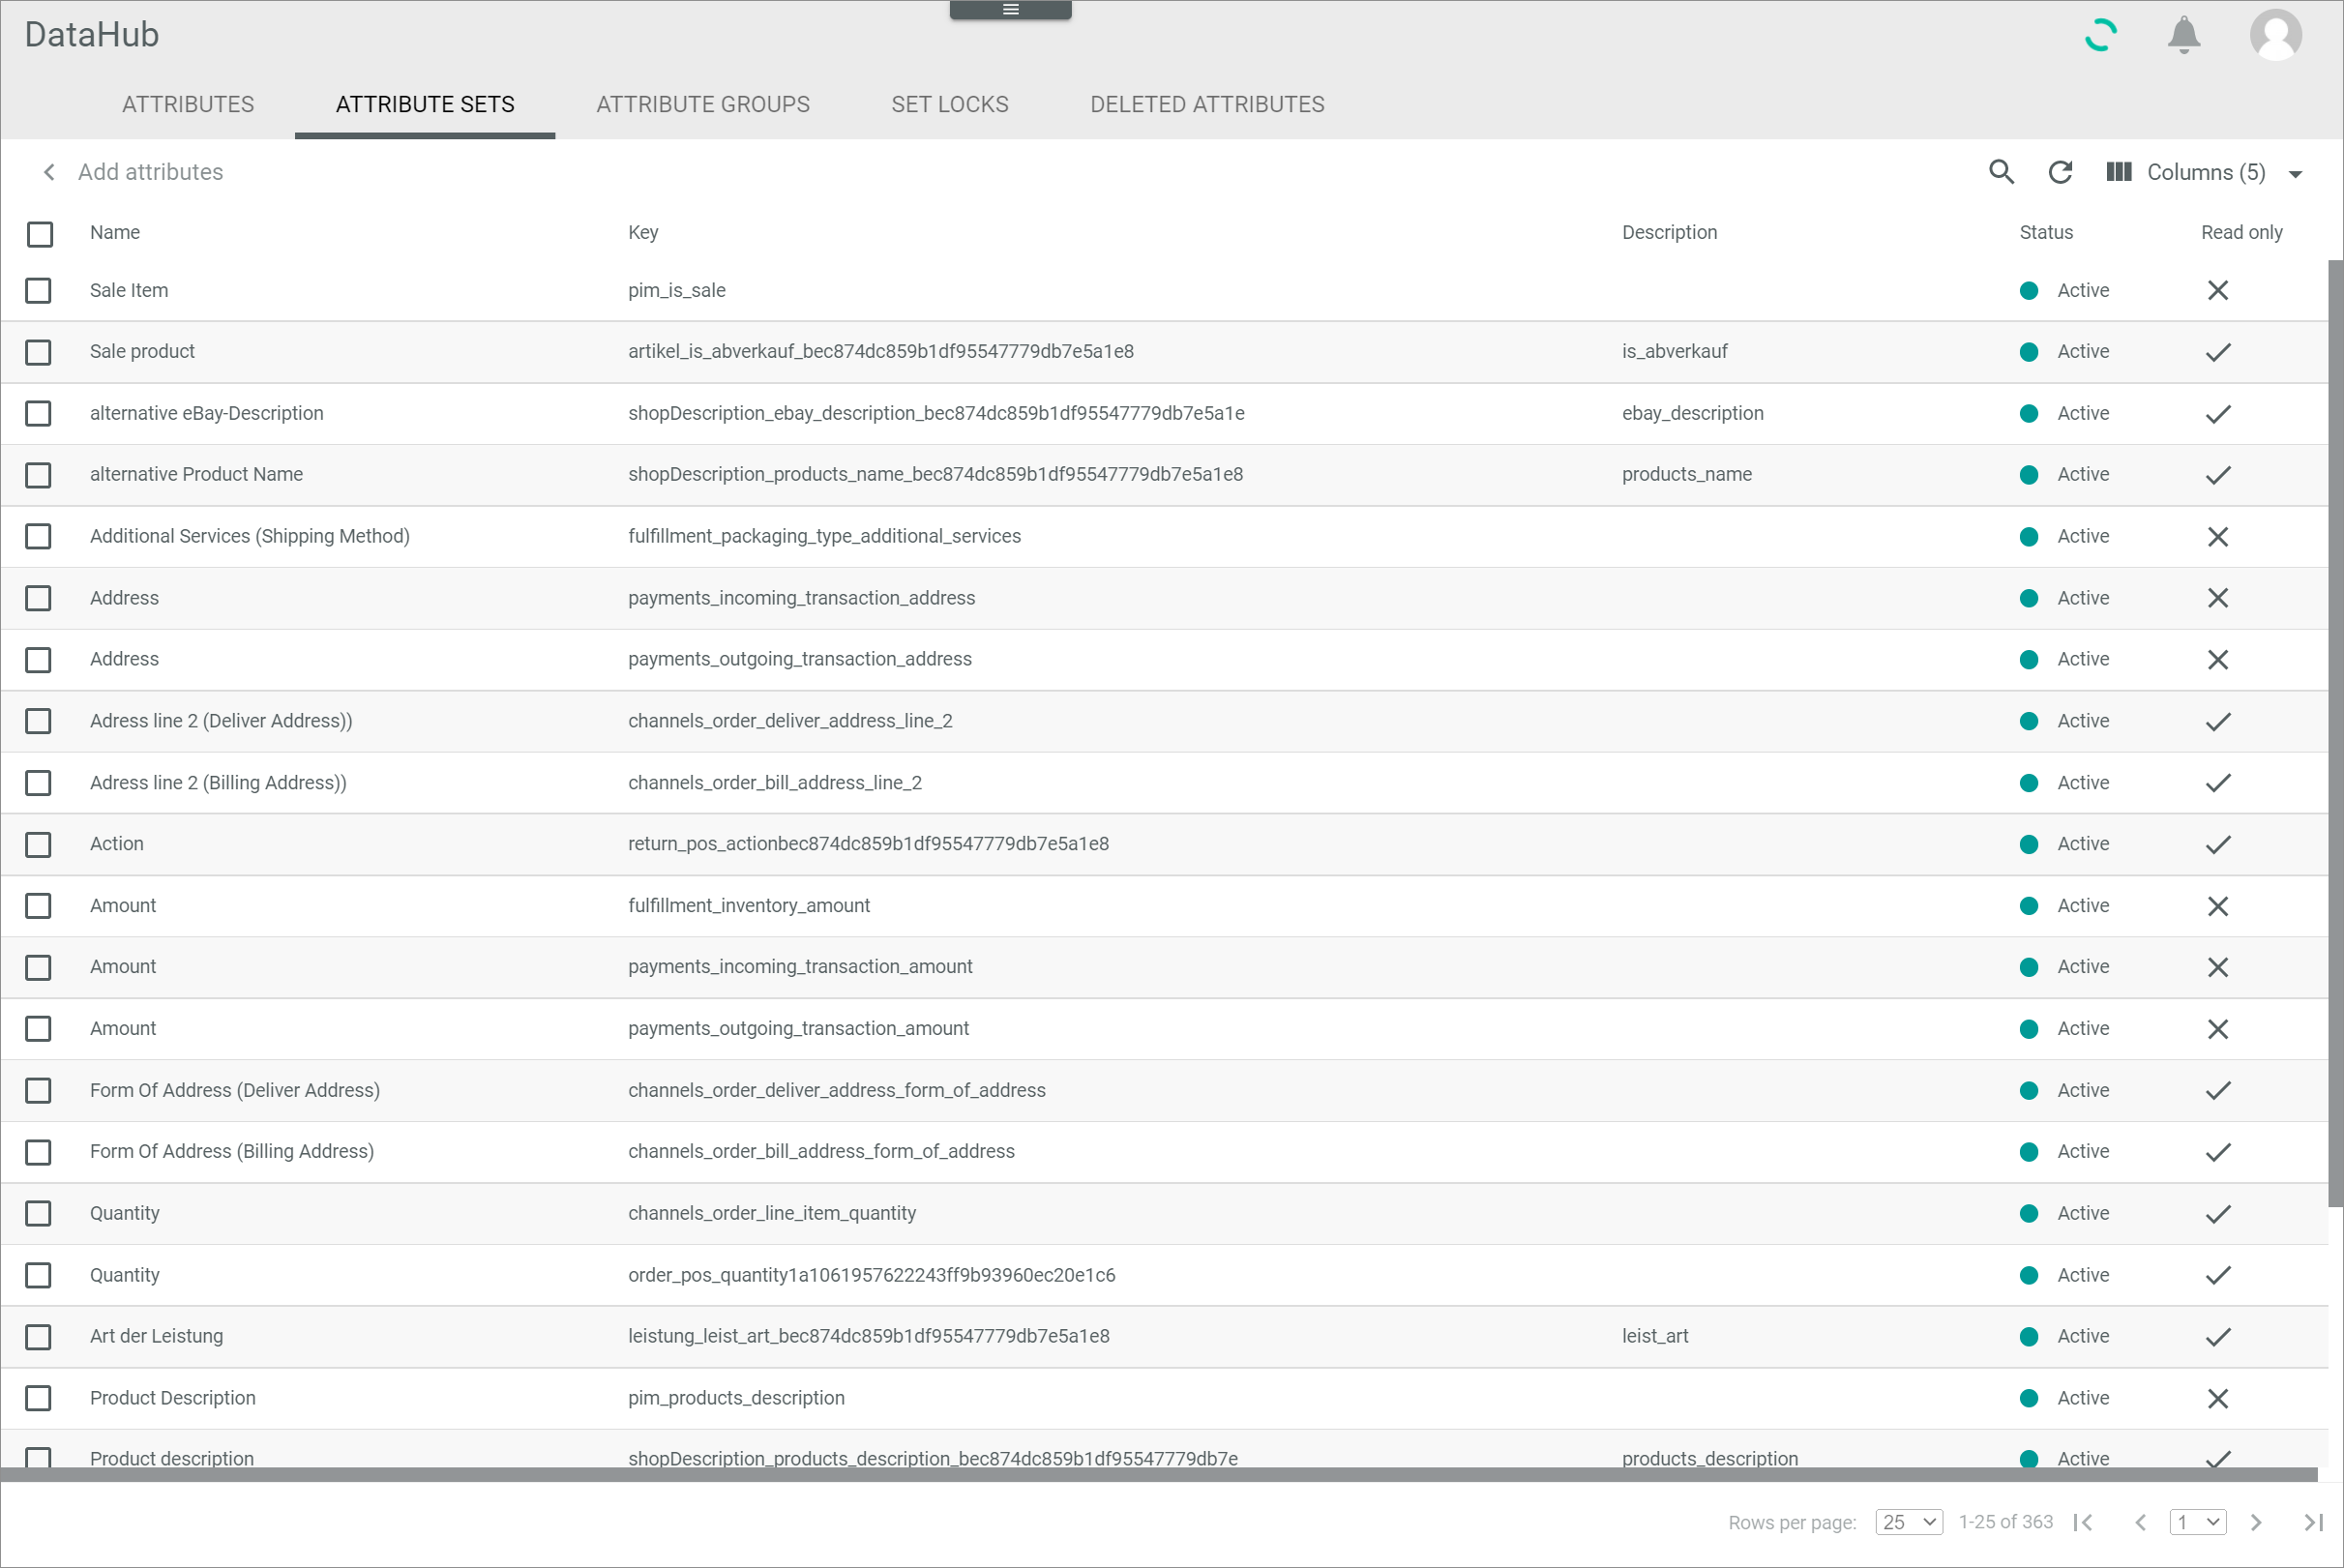 DataHub
ATTRIBUTES ATTRIBUTE SETS ATTRIBUTE GROUPS SET LOCKS DELETED ATTRIBUTES
Add attributes Columns (5)
Name Key Description Status Read only
Sale Item pim_is_sale Active
Sale product artikel_is_abverkauf_bec874dc859b1df95547779db7e5a1e8 is_abverkauf Active
alternative eBay-Description shopDescription_ebay_description_bec874dc859b1df95547779db7e5a1e ebay_description Active
alternative Product Name shopDescription_products_name_bec874dc859b1df95547779db7e5a1e8 products_name Active
Additional Services (Shipping Method) fulfillment_packaging_type_additional_services Active
Address payments_incoming_transaction_address Active
Address payments_outgoing_transaction_address Active
Adress line 2 (Deliver Address)) channels_order_deliver_address_line_2 Active
Adress line 2 (Billing Address)) channels_order_bill_address_line_2 Active
Action return_pos_actionbec874dc859b1df95547779db7e5a1e8 Active
Amount fulfillment_inventory_amount Active
Amount payments_incoming_transaction_amount Active
Amount payments_outgoing_transaction_amount Active
Form Of Address (Deliver Address) channels_order_deliver_address_form_of_address Active
Form Of Address (Billing Address) channels_order_bill_address_form_of_address Active
Quantity channels_order_line_item_quantity Active
Quantity order_pos_quantity1a1061957622243ff9b93960ec20e1c6 Active
Art der Leistung leistung_leist_art_bec874dc859b1df95547779db7e5a1e8 leist_art Active
Product Description pim_products_description Active
Product description shopDescription_products_description_bec874dc859b1df95547779db7e products_description Active
Rows per page: 25 1-25 of 363 1